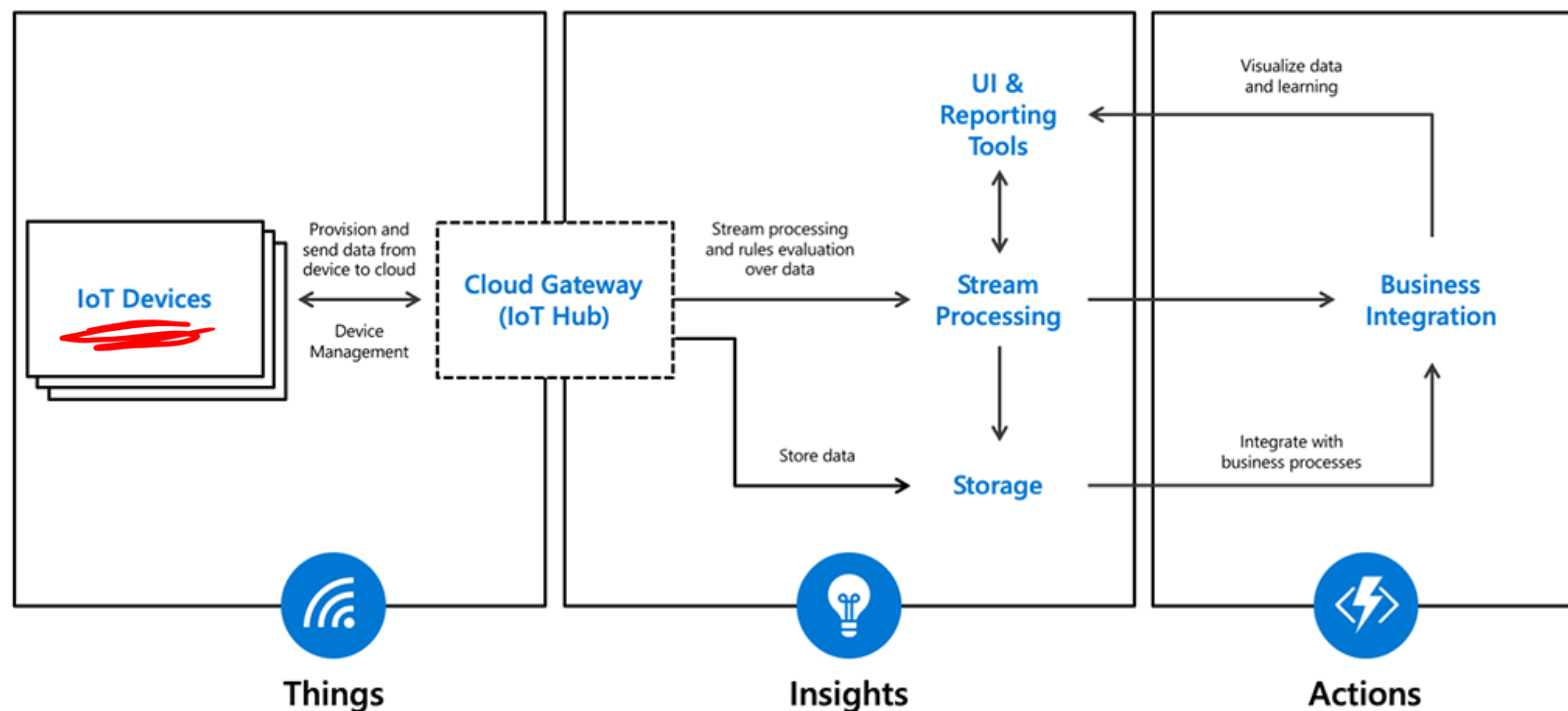 IoT Devices
Provision and
send data from
device to cloud
Device
Management
Cloud Gateway
(IoT Hub)
Stream processing
and rules evaluation
over data
Store data
UI &
Reporting
Tools
Stream
Processing
Storage
Visualize data
and learning
Business
Integration
Integrate with
business processes
Things
Insights
Actions